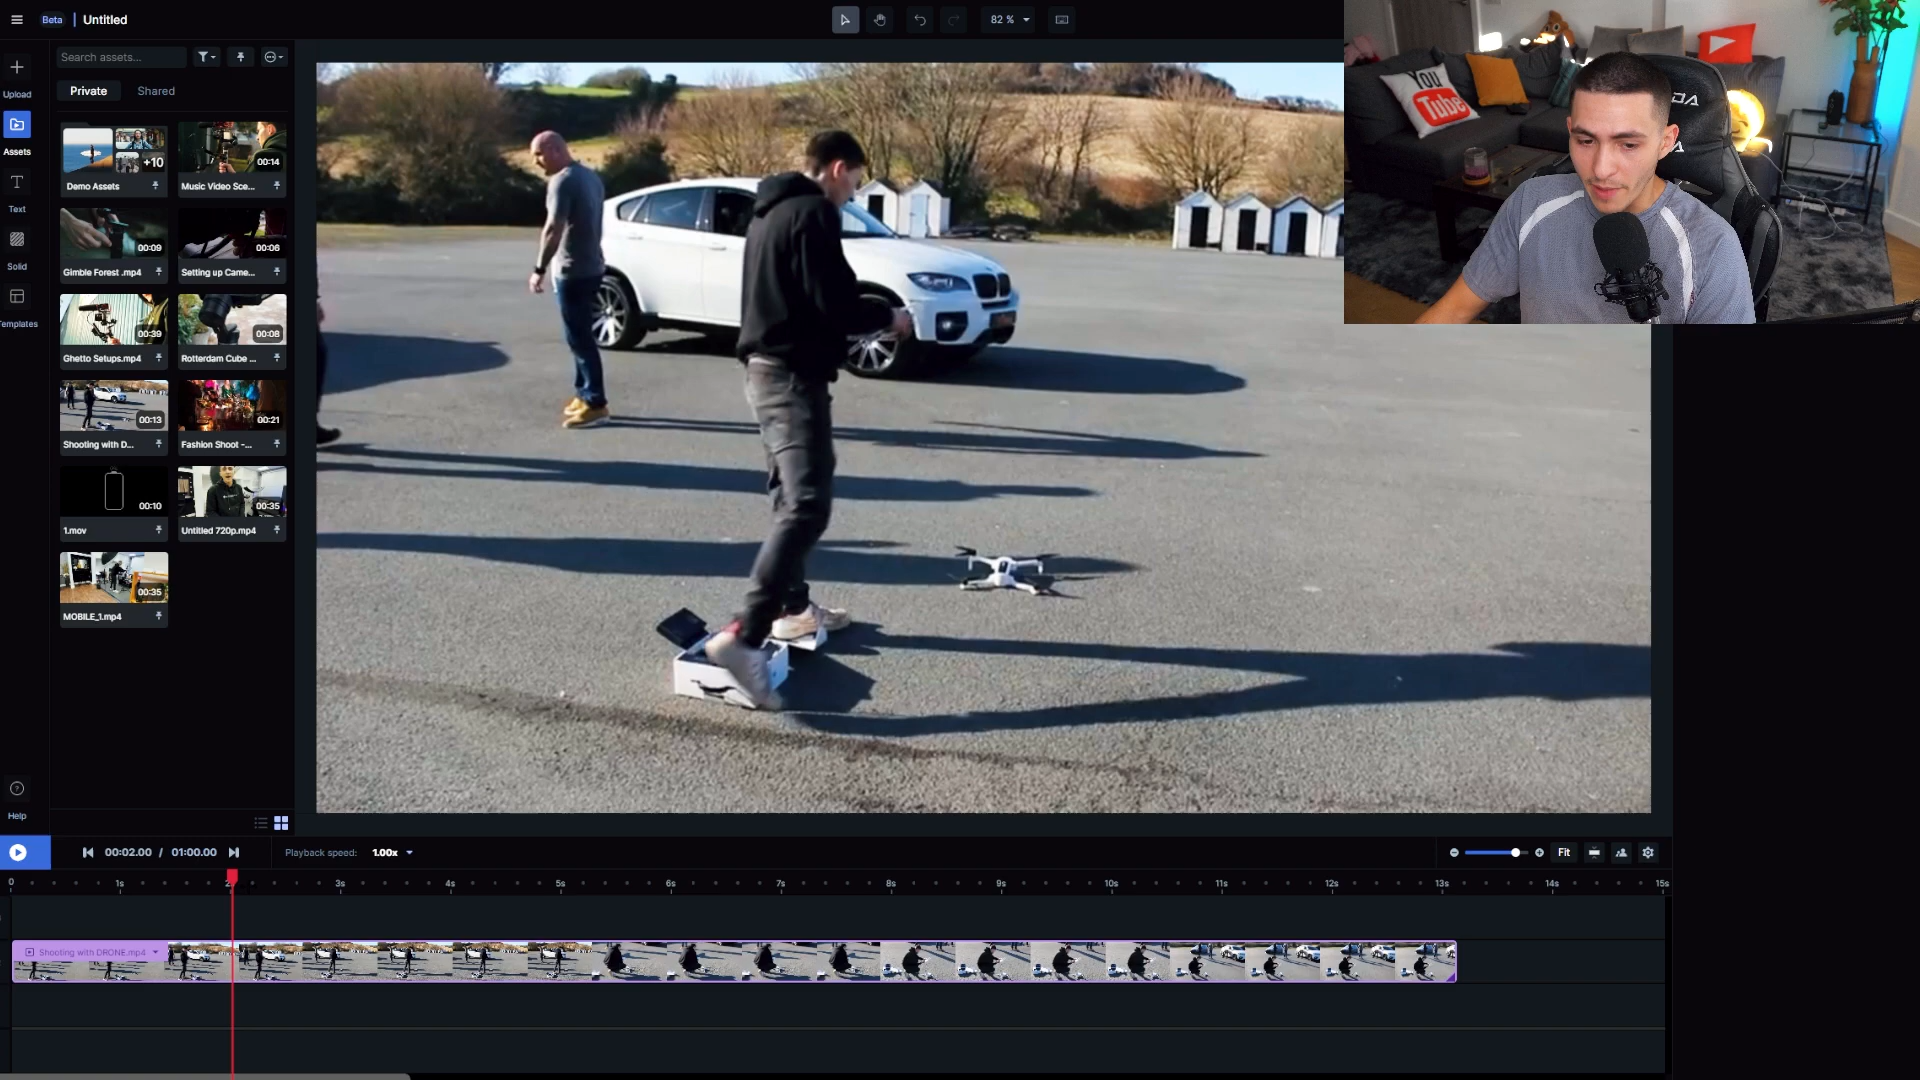 Beta
Untitled
82 %
Search assets...
Private
Shared
Upload
Assets
Text
Solid
Templates
Help
+10
Demo Assets
00:14
Music Video Sce...
00:09
Gimble Forest .mp4
00:06
Setting up Came...
00:39
Ghetto Setups.mp4
00:08
Rotterdam Cube ...
00:13
Shooting with D...
00:21
Fashion Shoot -...
00:10
1.mov
00:35
Untitled 720p.mp4
00:35
MOBILE_1.mp4
YOU
Tube
00:02.00 / 01:00.00
Playback speed: 1.00x
Fit
0 1s 2 3s 4s 5s 6s 7s 8s 9s 10s 11s 12s 13s 14s 15s
Shooting with DRONE.mp4